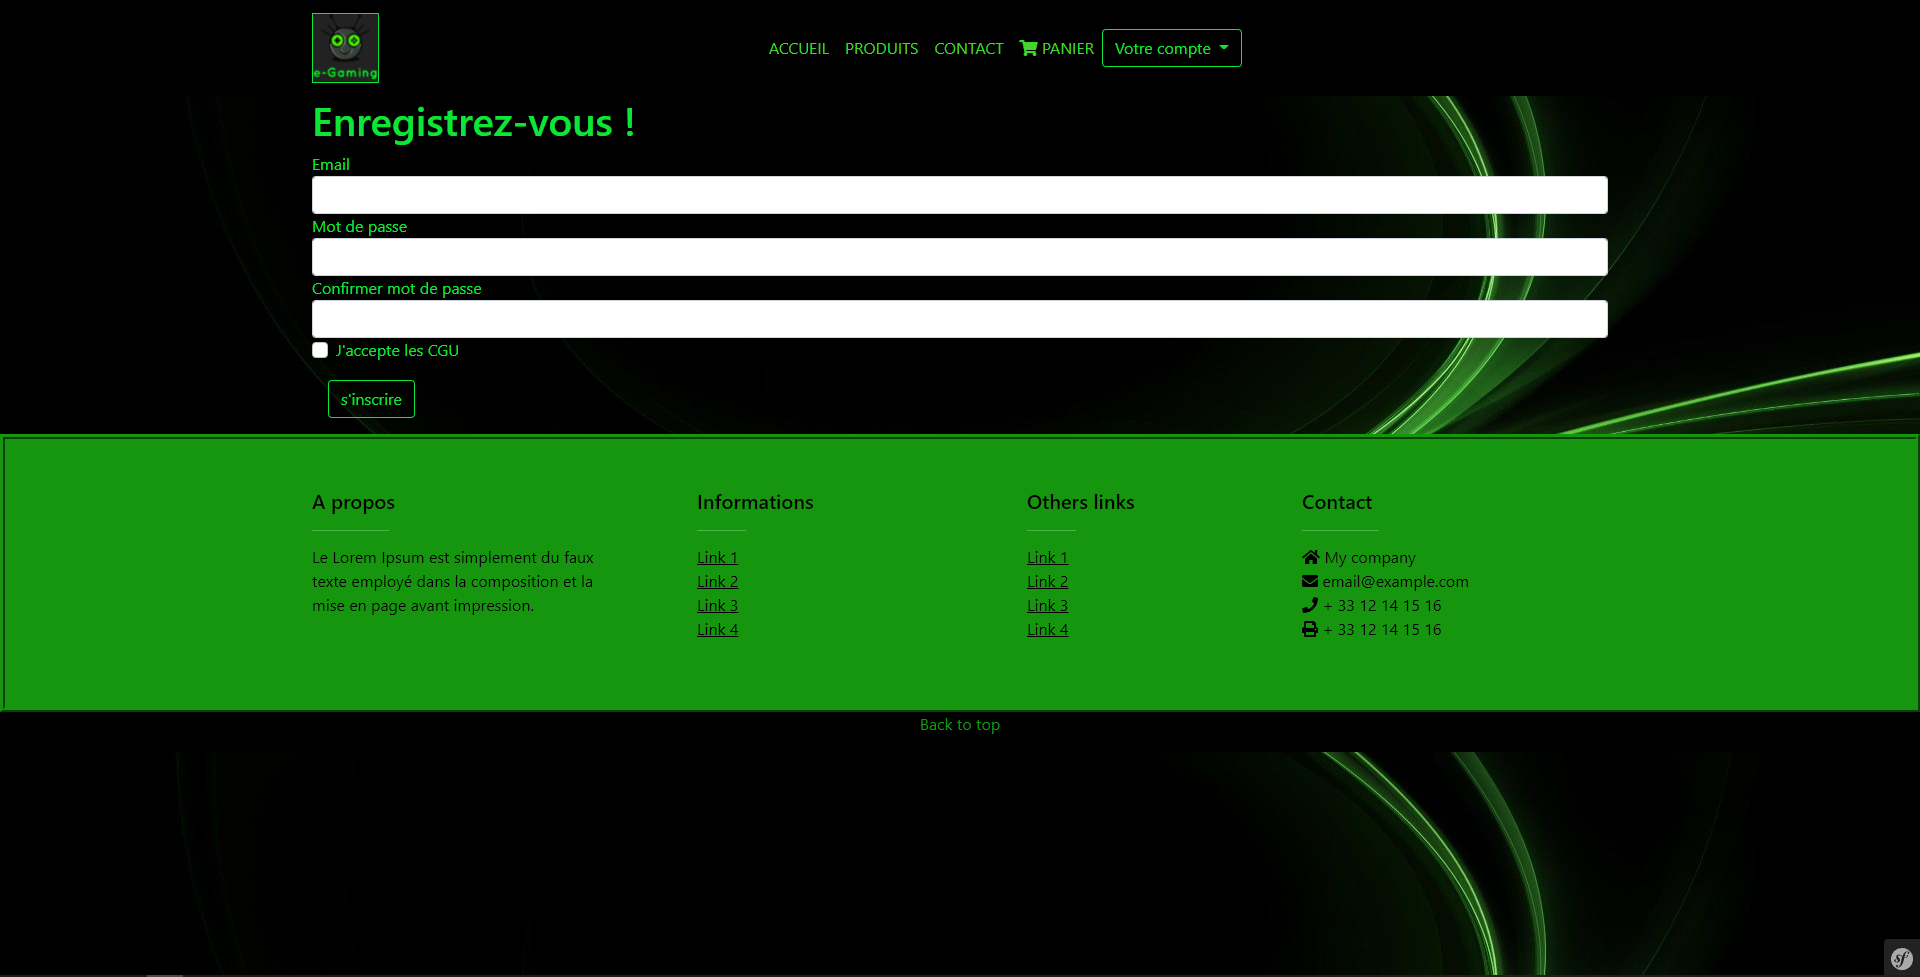 e-Gaming
ACCUEIL PRODUITS CONTACT PANIER Votre compte
Enregistrez-vous !
Email
Mot de passe
Confirmer mot de passe
J'accepte les CGU
s'inscrire
A propos
Le Lorem Ipsum est simplement du faux
texte employé dans la composition et la
mise en page avant impression.
Informations
Link 1
Link 2
Link 3
Link 4
Others links
Link 1
Link 2
Link 3
Link 4
Contact
My company
email@example.com
+ 33 12 14 15 16
+ 33 12 14 15 16
Back to top
sf